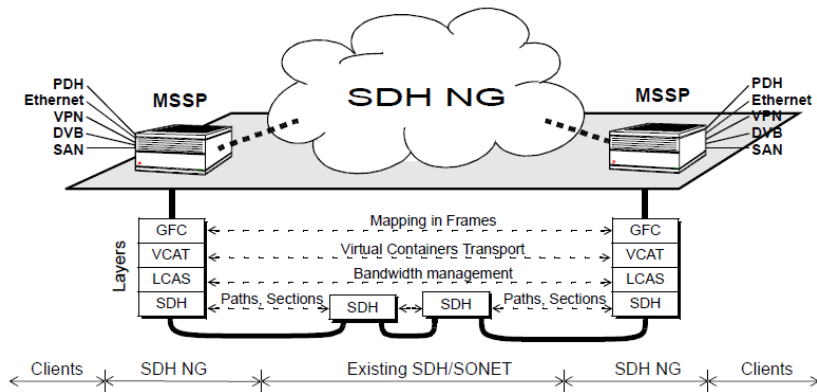 SDH NG
PDH
Ethernet
VPN
DVB
SAN
MSSP
MSSP
PDH
Ethernet
VPN
DVB
SAN
Layers
GFC
VCAT
LCAS
SDH
Mapping in Frames
Virtual Containers Transport
Bandwidth management
Paths, Sections
SDH
SDH
Paths, Sections
GFC
VCAT
LCAS
SDH
Clients
SDH NG
Existing SDH/SONET
SDH NG
Clients